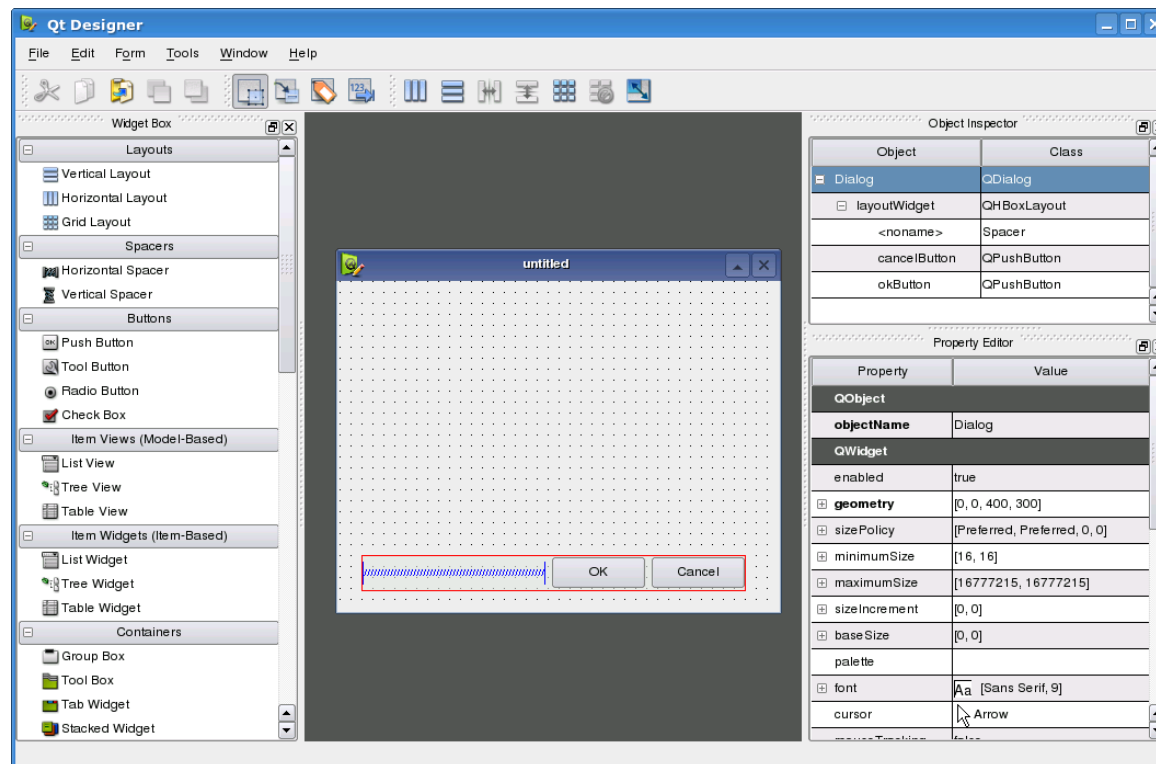 Qt Designer
File Edit Form Tools Window Help
123
Widget Box
Layouts
Vertical Layout
Horizontal Layout
Grid Layout
Spacers
Horizontal Spacer
Vertical Spacer
Buttons
OK Push Button
Tool Button
Radio Button
Check Box
Item Views (Model-Based)
List View
Tree View
Table View
Item Widgets (Item-Based)
List Widget
Tree Widget
Table Widget
Containers
Group Box
Tool Box
Tab Widget
Stacked Widget
untitled
OK Cancel
Object Inspector
Object Class
Dialog QDialog
layoutWidget QHBoxLayout
<noname> Spacer
cancelButton QPushButton
okButton QPushButton
Property Editor
Property Value
QObject
objectName Dialog
QWidget
enabled true
geometry [0, 0, 400, 300]
sizePolicy [Preferred, Preferred, 0, 0]
minimumSize [16, 16]
maximumSize [16777215, 16777215]
sizeIncrement [0, 0]
baseSize [0, 0]
palette
font Aa [Sans Serif, 9]
cursor Arrow
mouseTracking false